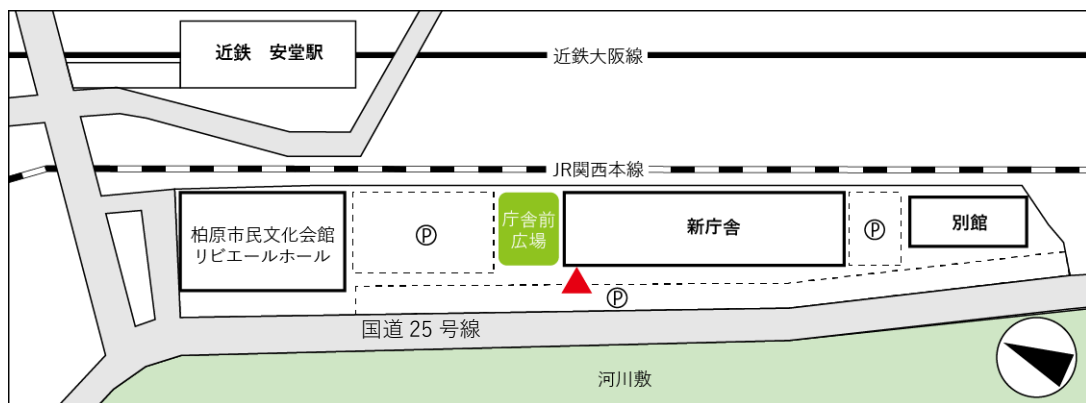 近鉄　安堂駅
近鉄大阪線
JR関西本線
柏原市民文化会館
リビエールホール
Ⓟ
庁舎前
広場
新庁舎
Ⓟ
別館
Ⓟ
国道 25 号線
河川敷